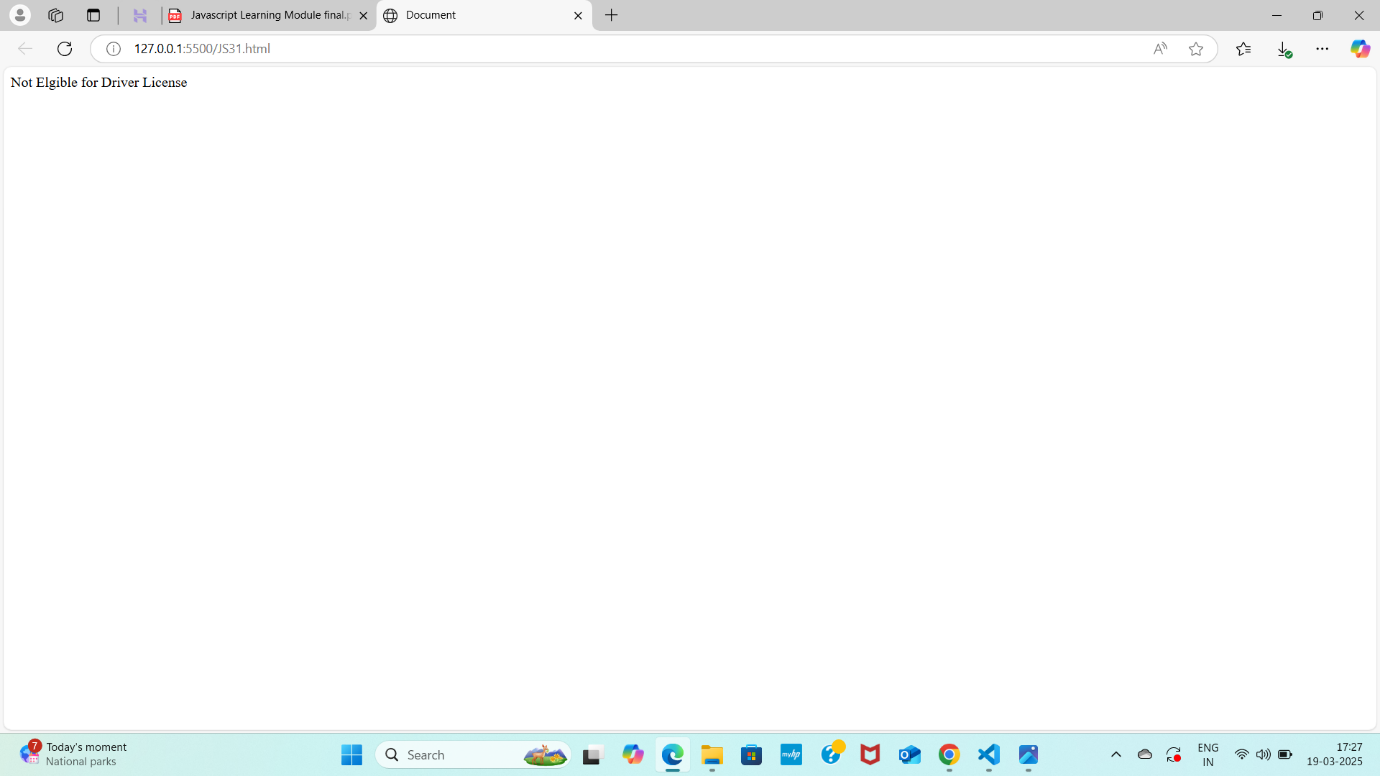 Javascript Learning Module final.p
Document
127.0.0.1:5500/JS31.html
Not Elgible for Driver License
7
Today's moment
National parks
Search
myhp
ENG
IN
17:27
19-03-2025